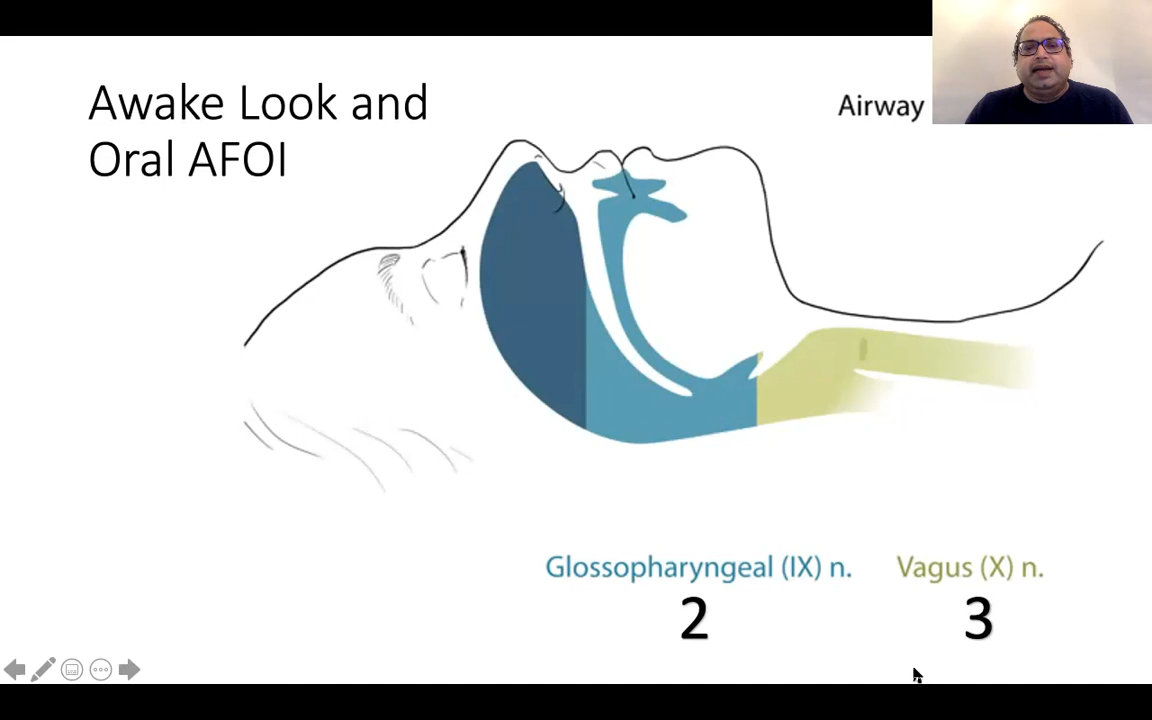 Awake Look and
Oral AFOI
Airway
Glossopharyngeal (IX) n.
Vagus (X) n.
2
3